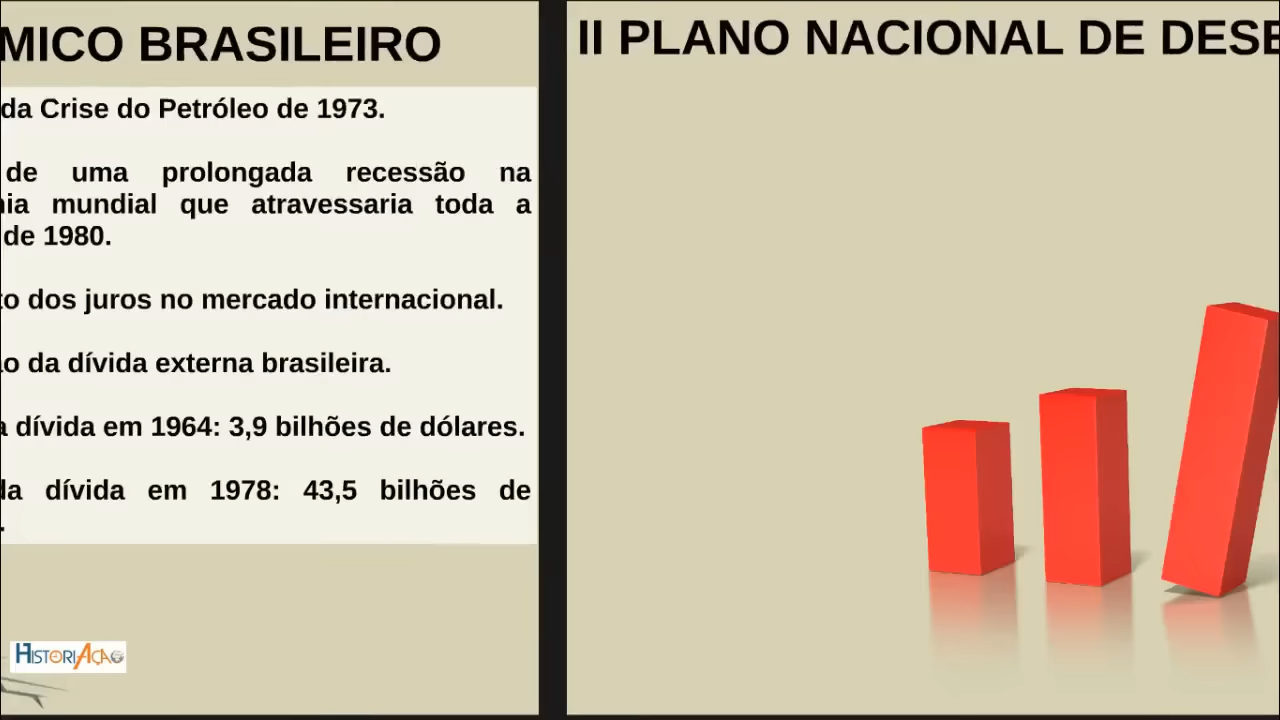 MICO BRASILEIRO
da Crise do Petróleo de 1973.
de uma prolongada recessão na
mundial que atravessaria toda a
de 1980.
dos juros no mercado internacional.
da dívida externa brasileira.
dívida em 1964: 3,9 bilhões de dólares.
da dívida em 1978: 43,5 bilhões de
HISTORIAÇÃO
II PLANO NACIONAL DE DESE